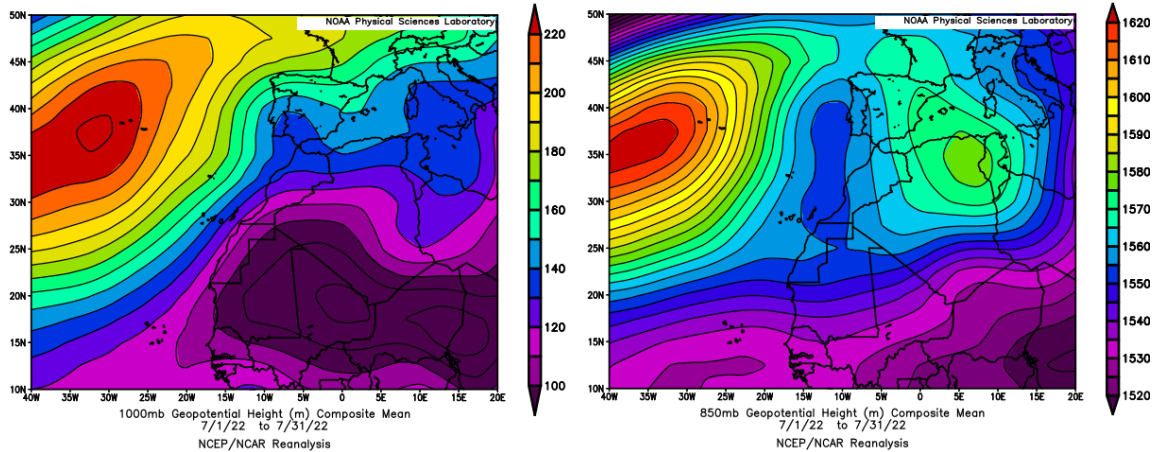 NOAA Physical Sciences Laboratory
50N
45N
40N
35N
30N
25N
20N
15N
10N
40W 35W 30W 25W 20W 15W 10W 5W 0 5E 10E 15E 20E
220
200
180
160
140
120
100
1000mb Geopotential Height (m) Composite Mean
7/1/22 to 7/31/22
NCEP/NCAR Reanalysis
NOAA Physical Sciences Laboratory
50N
45N
40N
35N
30N
25N
20N
15N
10N
40W 35W 30W 25W 20W 15W 10W 5W 0 5E 10E 15E 20E
1620
1610
1600
1590
1580
1570
1560
1550
1540
1530
1520
850mb Geopotential Height (m) Composite Mean
7/1/22 to 7/31/22
NCEP/NCAR Reanalysis